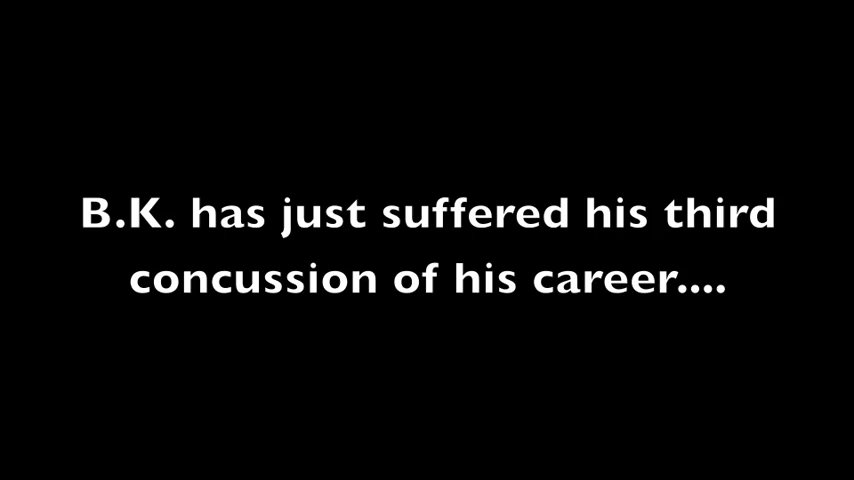 B.K. has just suffered his third
concussion of his career....